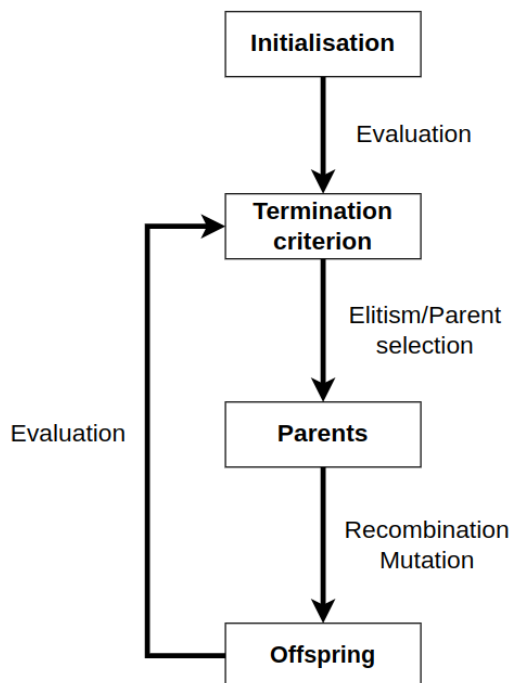 Initialisation
Evaluation
Termination
criterion
Elitism/Parent
selection
Evaluation
Parents
Recombination
Mutation
Offspring